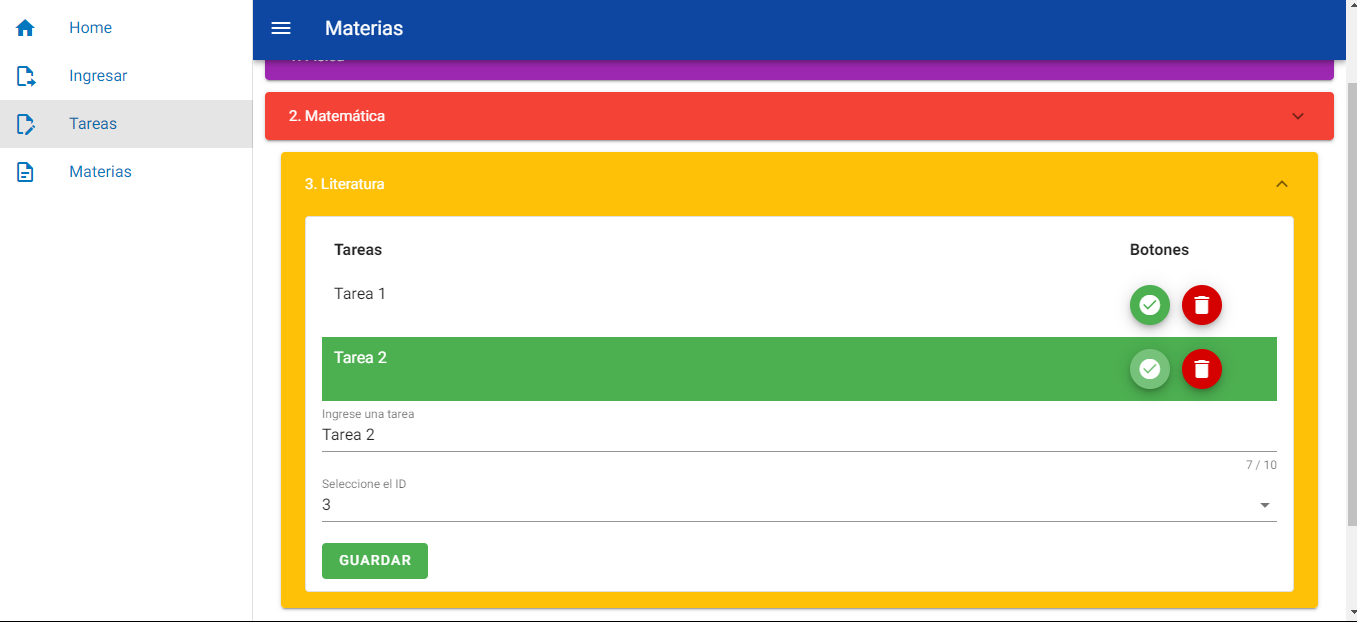 Home
Ingresar
Tareas
Materias
Materias
2. Matemática
3. Literatura
Tareas Botones
Tarea 1
Tarea 2
Ingrese una tarea
Tarea 2
7 / 10
Seleccione el ID
3
GUARDAR